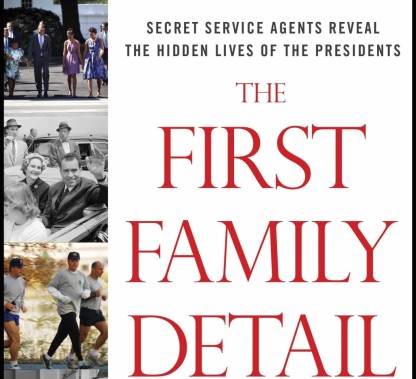 SECRET SERVICE AGENTS REVEAL
THE HIDDEN LIVES OF THE PRESIDENTS
THE
FIRST
FAMILY
DETAIL